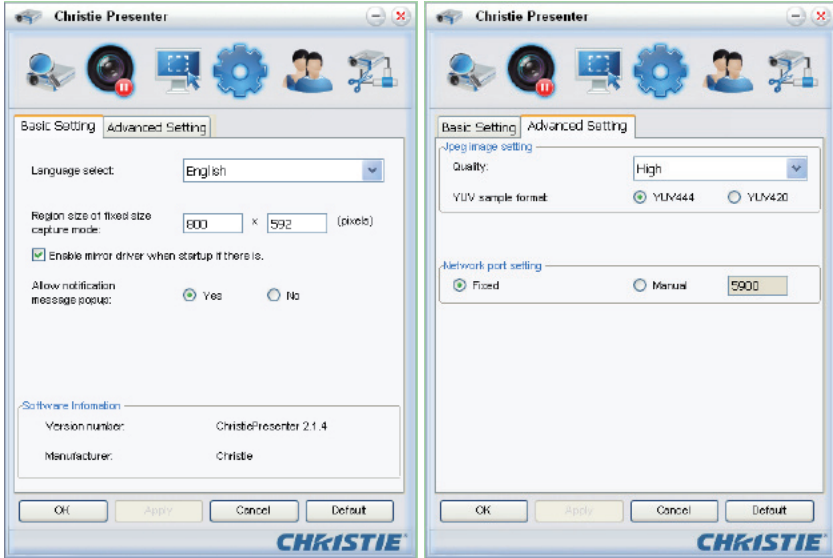 Christie Presenter
Basic Setting Advanced Setting
Language select: English
Region size of fixed size
capture mode: 800 x 592 (pixels)
Enable mirror driver when startup if there is.
Allow notification
message popup: Yes No
Software Infomation
Version number: ChristiePresenter 2.1.4
Manufacturer: Christie
OK Apply Cancel Default
CHRISTIE
Christie Presenter
Basic Setting Advanced Setting
Jpeg image setting
Quality: High
YUV sample format: YUV444 YUV420
Network port setting
Fixed Manual 5900
OK Apply Cancel Default
CHRISTIE